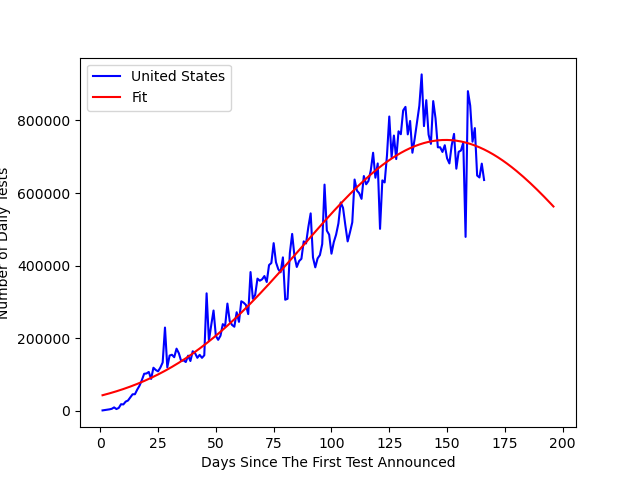 United States
Fit
Number of Daily Tests
800000
600000
400000
200000
0
0 25 50 75 100 125 150 175 200
Days Since The First Test Announced